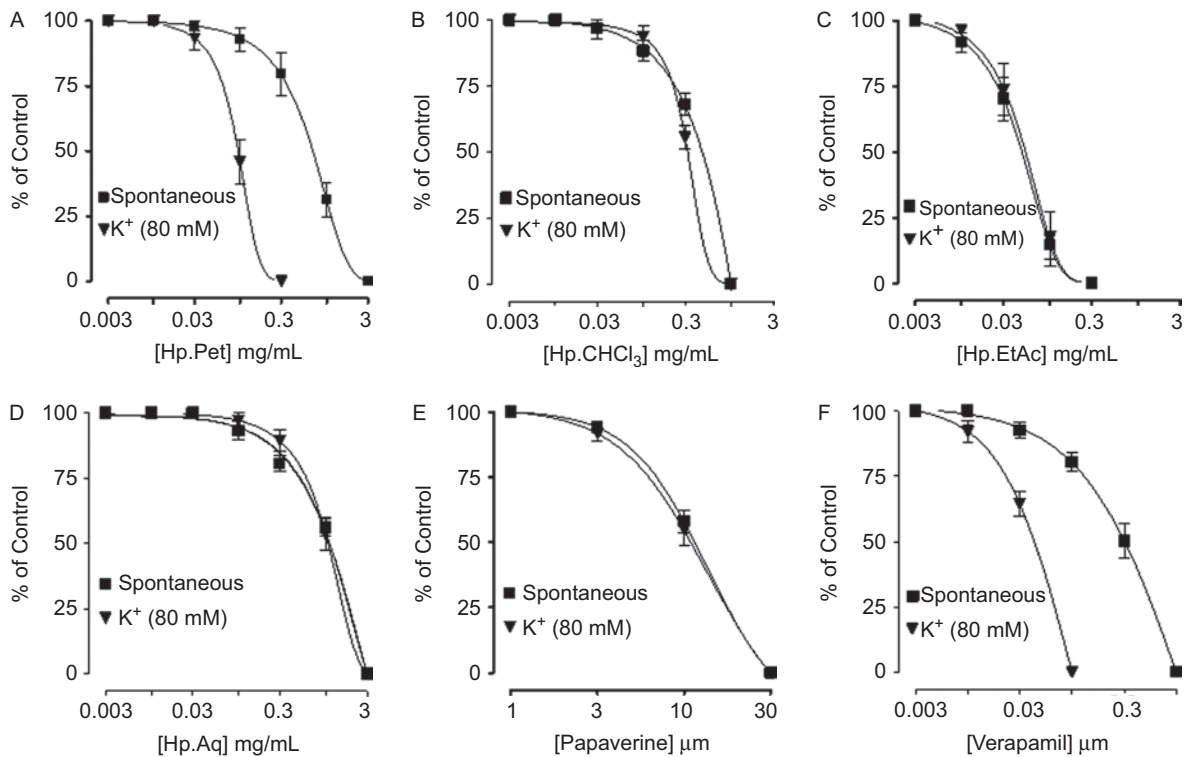 A
100
75
50
25
0
% of Control
Spontaneous
K⁺ (80 mM)
0.003 0.03 0.3 3
[Hp.Pet] mg/mL
B
100
75
50
25
0
% of Control
Spontaneous
K⁺ (80 mM)
0.003 0.03 0.3 3
[Hp.CHCl₃] mg/mL
C
100
75
50
25
0
% of Control
Spontaneous
K⁺ (80 mM)
0.003 0.03 0.3 3
[Hp.EtAc] mg/mL
D
100
75
50
25
0
% of Control
Spontaneous
K⁺ (80 mM)
0.003 0.03 0.3 3
[Hp.Aq] mg/mL
E
100
75
50
25
0
% of Control
Spontaneous
K⁺ (80 mM)
1 3 10 30
[Papaverine] μm
F
100
75
50
25
0
% of Control
Spontaneous
K⁺ (80 mM)
0.003 0.03 0.3
[Verapamil] μm